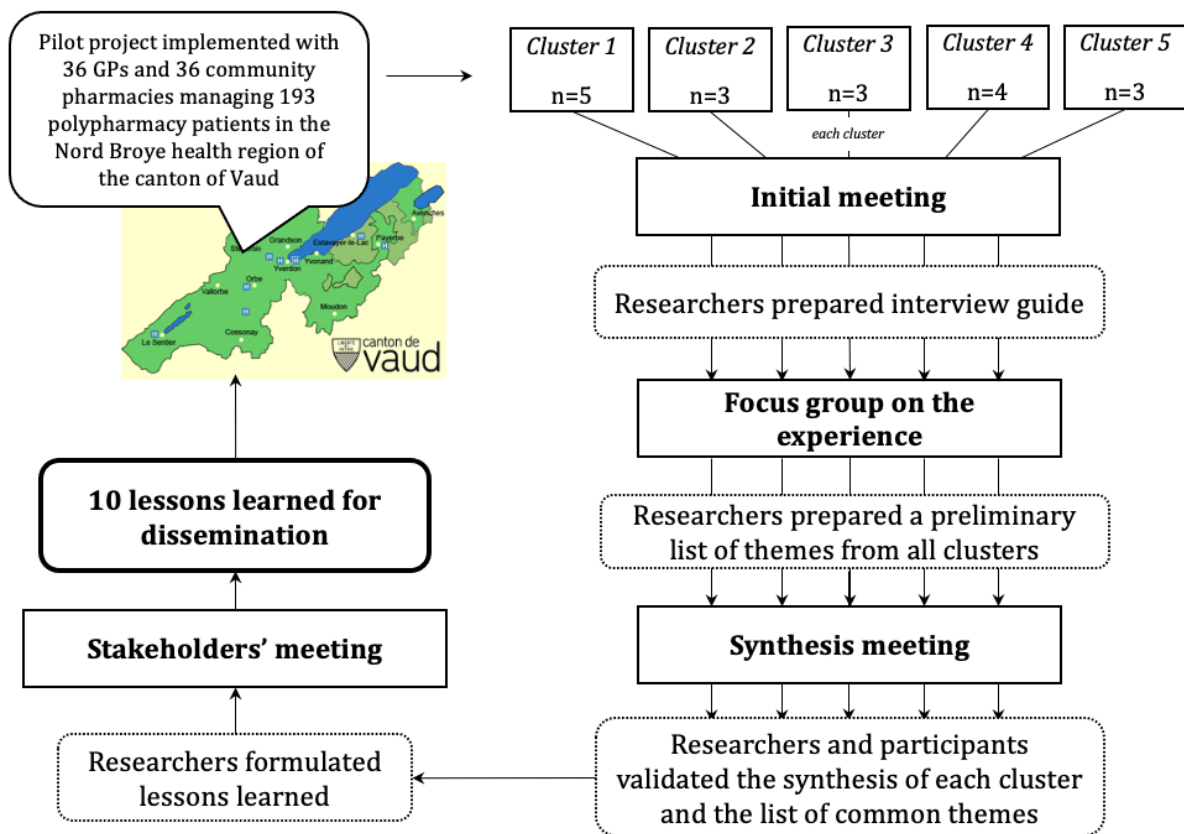 Pilot project implemented with
36 GPs and 36 community
pharmacies managing 193
polypharmacy patients in the
Nord Broye health region of
the canton of Vaud
Cluster 1
n=5
Cluster 2
n=3
Cluster 3
n=3
Cluster 4
n=4
Cluster 5
n=3
each cluster
Initial meeting
Researchers prepared interview guide
Focus group on the
experience
Researchers prepared a preliminary
list of themes from all clusters
Synthesis meeting
Researchers and participants
validated the synthesis of each cluster
and the list of common themes
Researchers formulated
lessons learned
Stakeholders’ meeting
10 lessons learned for
dissemination
Avenches
Grandson
Estavayer-le-Lac
Payerne
H
H
H
H
H
Yverdon
Yvonand
Vallorbe
H
Orbe
H
Moudon
H
Le Sentier
Cossonay
LIBERTÉ
ET
PATRIE
canton de
vaud